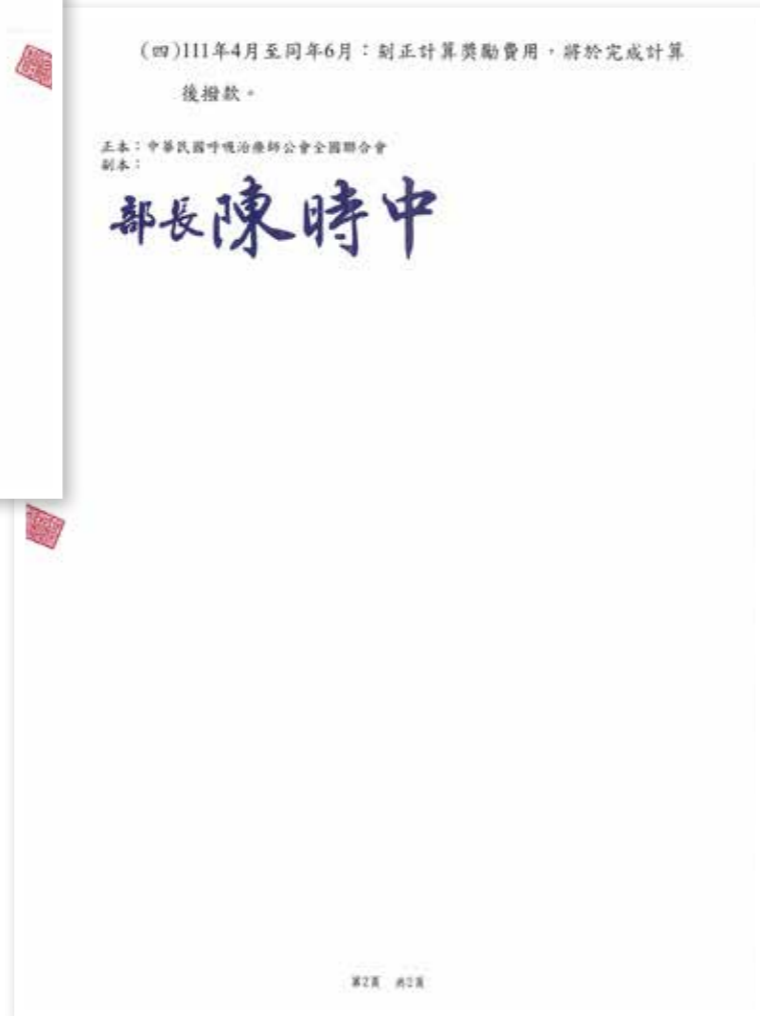 (四)111年4月至同年6月：刻正計算獎勵費用，將於完成計算
後撥款。
正本：中華民國呼吸治療師公會全國聯合會
副本：
部長陳時中
第2頁 共2頁